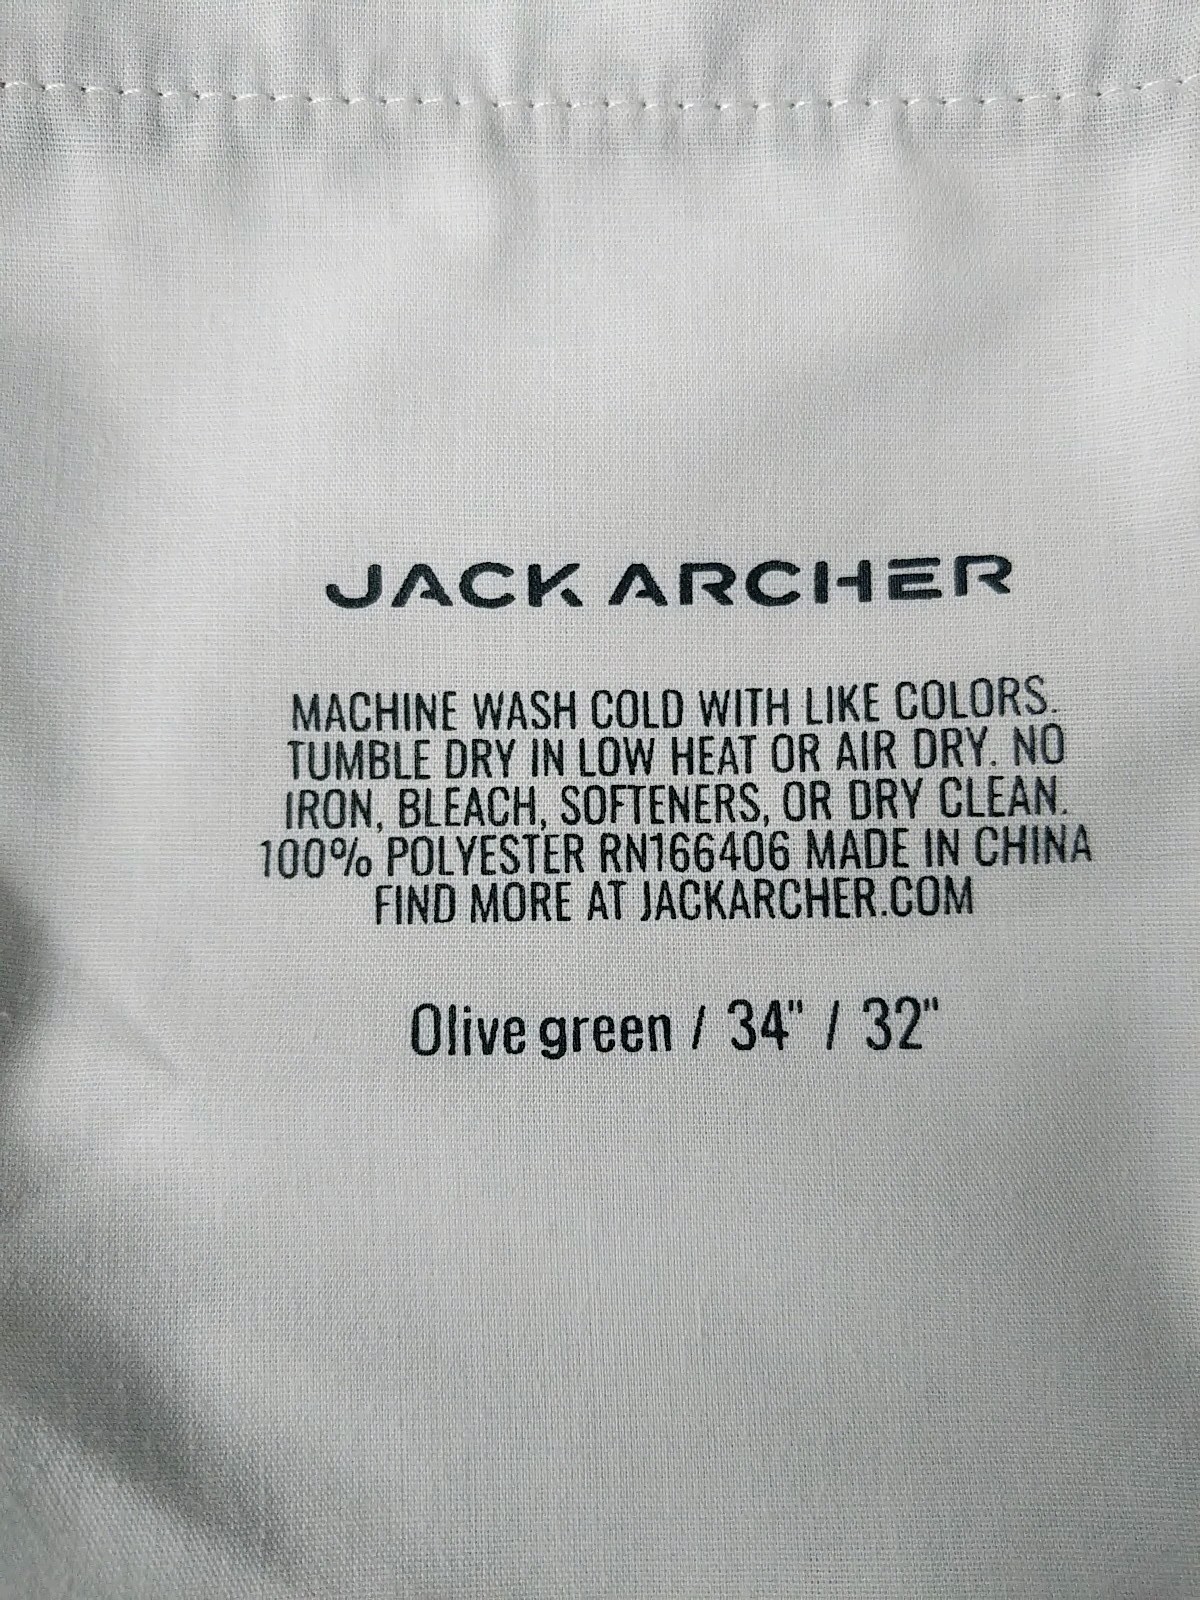 JACK ARCHER
MACHINE WASH COLD WITH LIKE COLORS.
TUMBLE DRY IN LOW HEAT OR AIR DRY. NO
IRON, BLEACH, SOFTENERS, OR DRY CLEAN.
100% POLYESTER RN166406 MADE IN CHINA
FIND MORE AT JACKARCHER.COM
Olive green / 34" / 32"